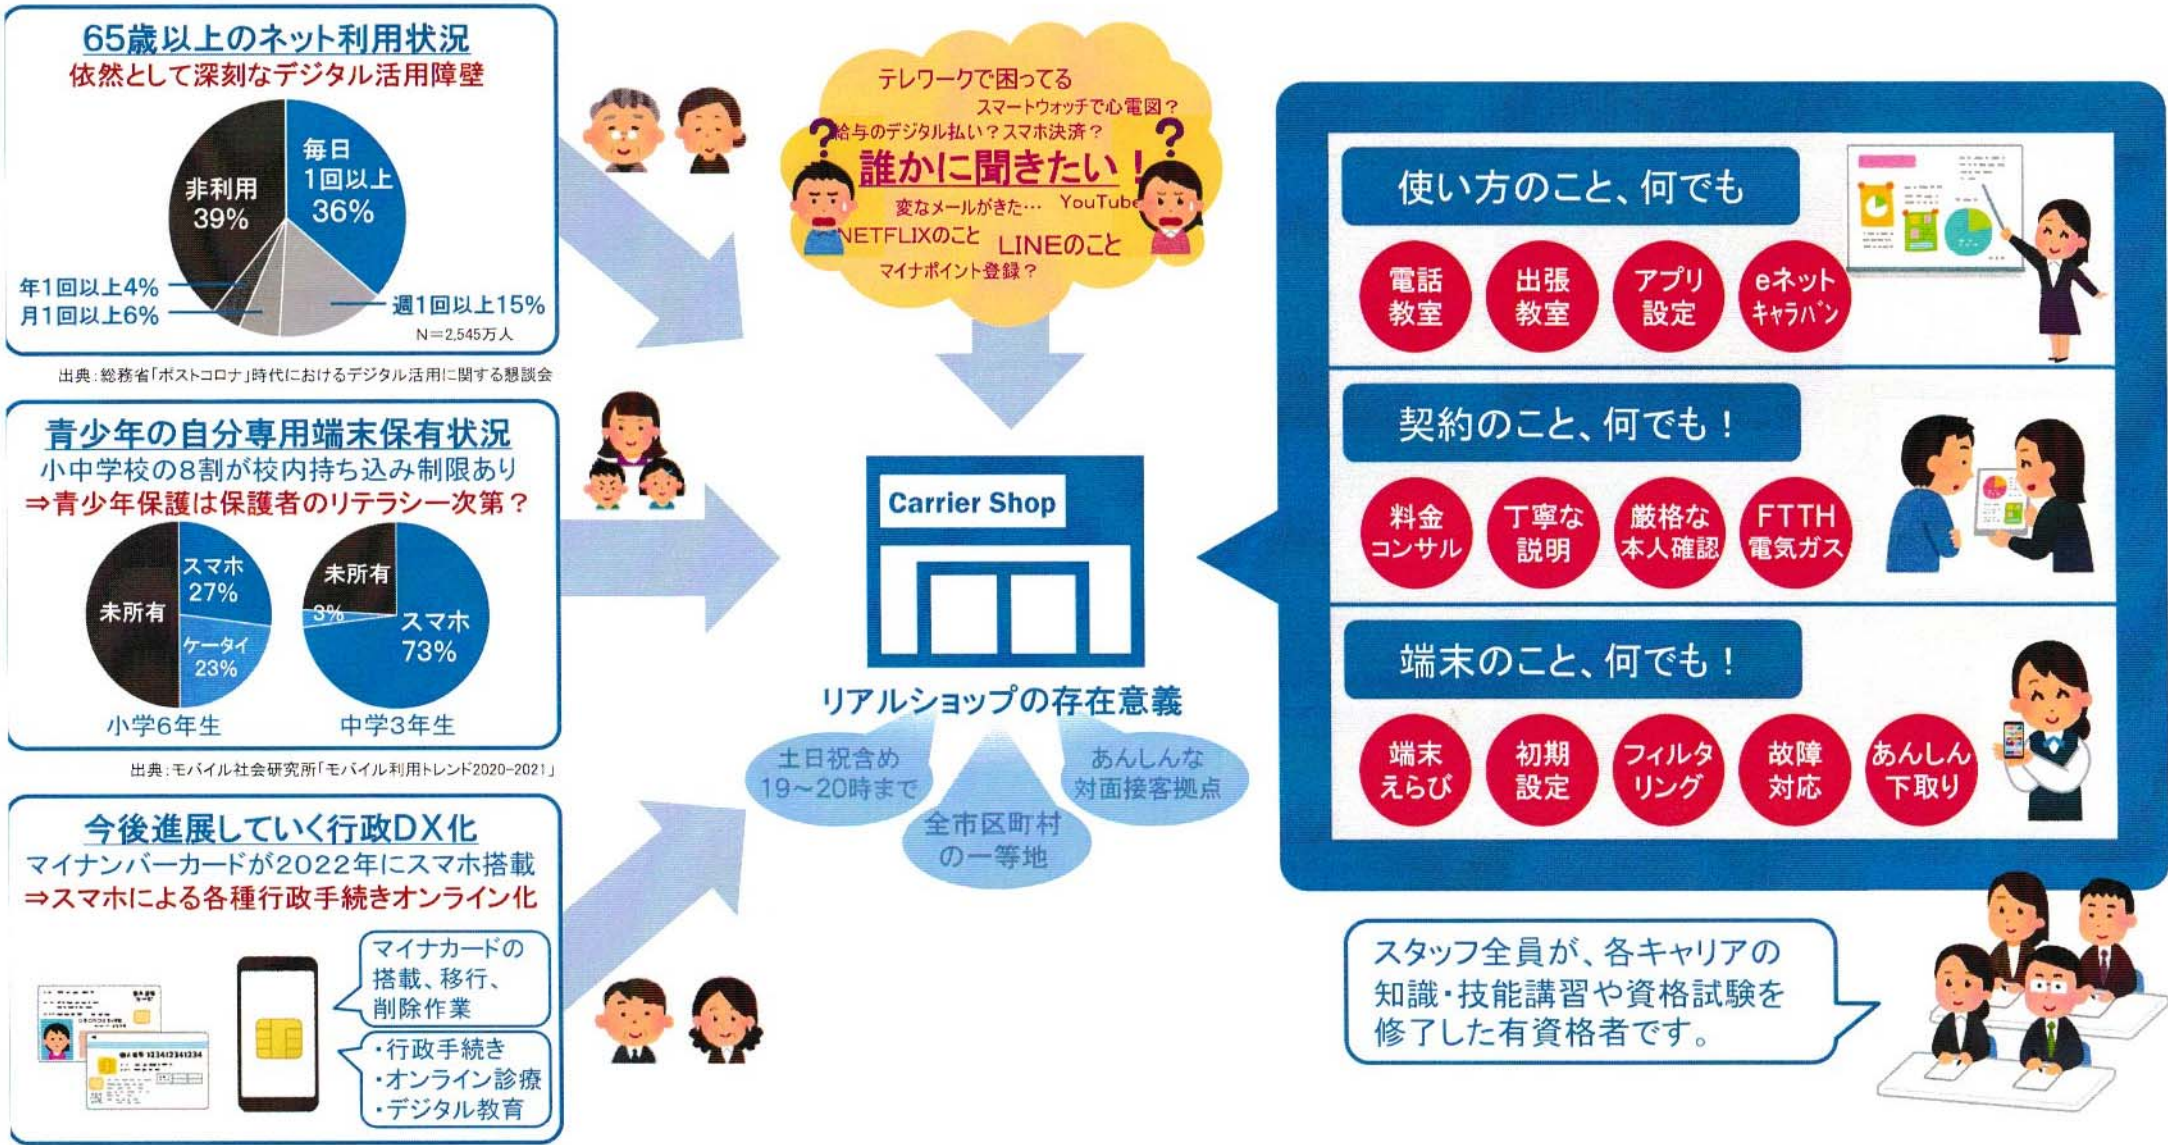 65歳以上のネット利用状況
依然として深刻なデジタル活用障壁
毎日
1回以上
36%
非利用
39%
年1回以上4%
月1回以上6%
週1回以上15%
N=2,545万人
出典:総務省「ポストコロナ」時代におけるデジタル活用に関する懇談会
青少年の自分専用端末保有状況
小中学校の8割が校内持ち込み制限あり
⇒青少年保護は保護者のリテラシー次第?
スマホ
27%
未所有
ケータイ
23%
小学6年生
未所有
3%
スマホ
73%
中学3年生
出典:モバイル社会研究所「モバイル利用トレンド2020-2021」
今後進展していく行政DX化
マイナンバーカードが2022年にスマホ搭載
⇒スマホによる各種行政手続きオンライン化
マイナカードの
搭載、移行、
削除作業
・行政手続き
・オンライン診療
・デジタル教育
123412341234
テレワークで困ってる
スマートウォッチで心電図?
給与のデジタル払い?スマホ決済?
誰かに聞きたい!
変なメールがきた… YouTube
NETFLIXのこと LINEのこと
マイナポイント登録?
? ?
Carrier Shop
リアルショップの存在意義
土日祝含め
19~20時まで
全市区町村
の一等地
あんしんな
対面接客拠点
使い方のこと、何でも
電話
教室
出張
教室
アプリ
設定
eネット
キャラバン
契約のこと、何でも!
料金
コンサル
丁寧な
説明
厳格な
本人確認
FTTH
電気ガス
端末のこと、何でも!
端末
えらび
初期
設定
フィルタ
リング
故障
対応
あんしん
下取り
スタッフ全員が、各キャリアの
知識・技能講習や資格試験を
修了した有資格者です。